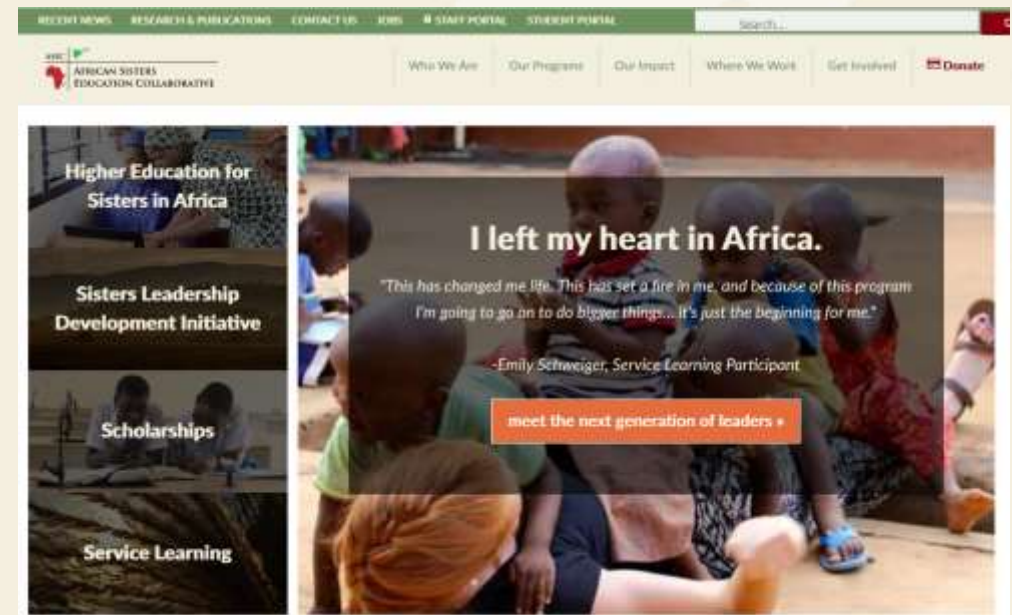 RECENT NEWS RESEARCH & PUBLICATIONS CONTACT US JOBS STAFF PORTAL STUDENT PORTAL Search...
ASEC
AFRICAN SISTERS
EDUCATION COLLABORATIVE
Who We Are Our Programs Our Impact Where We Work Get Involved Donate
Higher Education for
Sisters in Africa
Sisters Leadership
Development Initiative
Scholarships
Service Learning
I left my heart in Africa.
"This has changed me life. This has set a fire in me, and because of this program
I'm going to go on to do bigger things... it's just the beginning for me."
-Emily Schweiger, Service Learning Participant
meet the next generation of leaders »